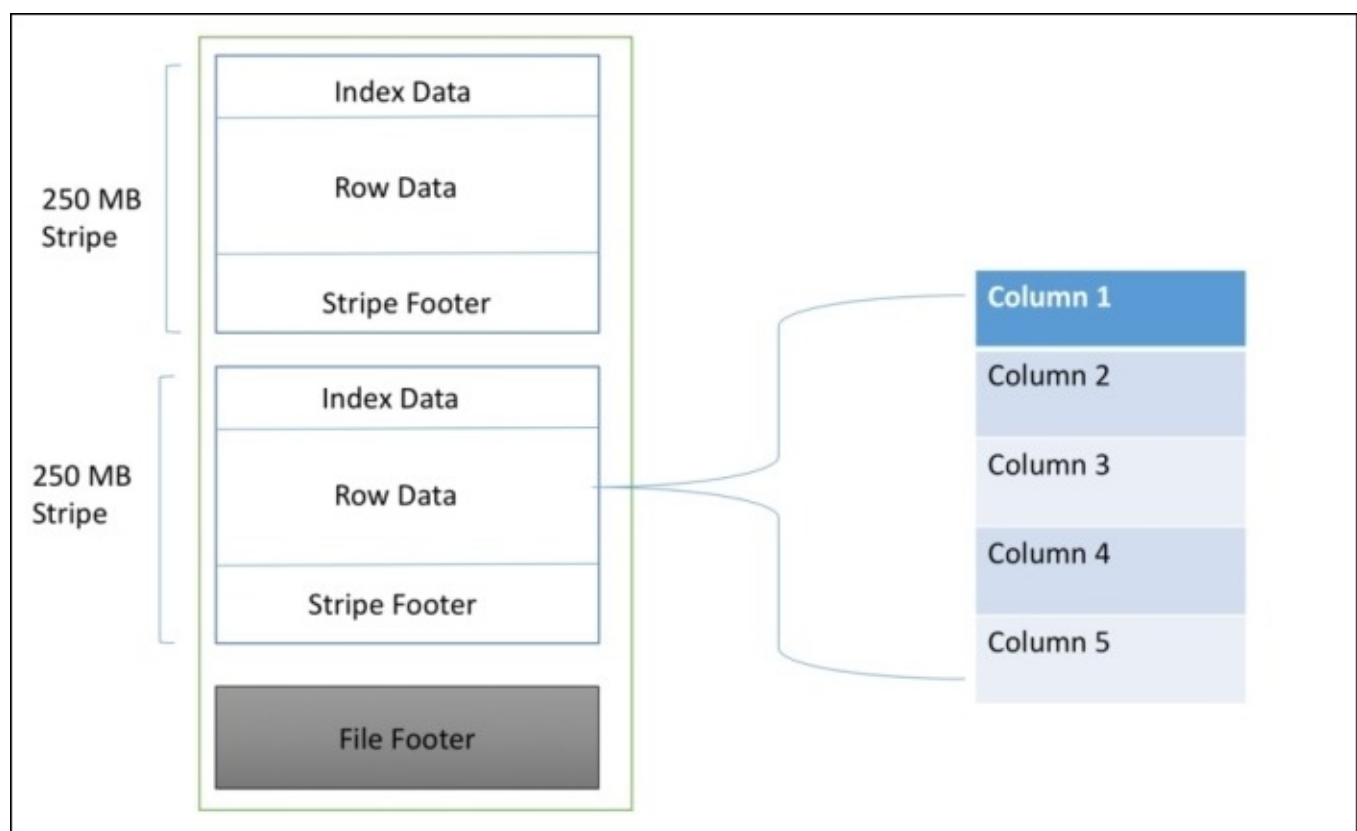 250 MB
Stripe
Index Data
Row Data
Stripe Footer
250 MB
Stripe
Index Data
Row Data
Stripe Footer
File Footer
Column 1
Column 2
Column 3
Column 4
Column 5